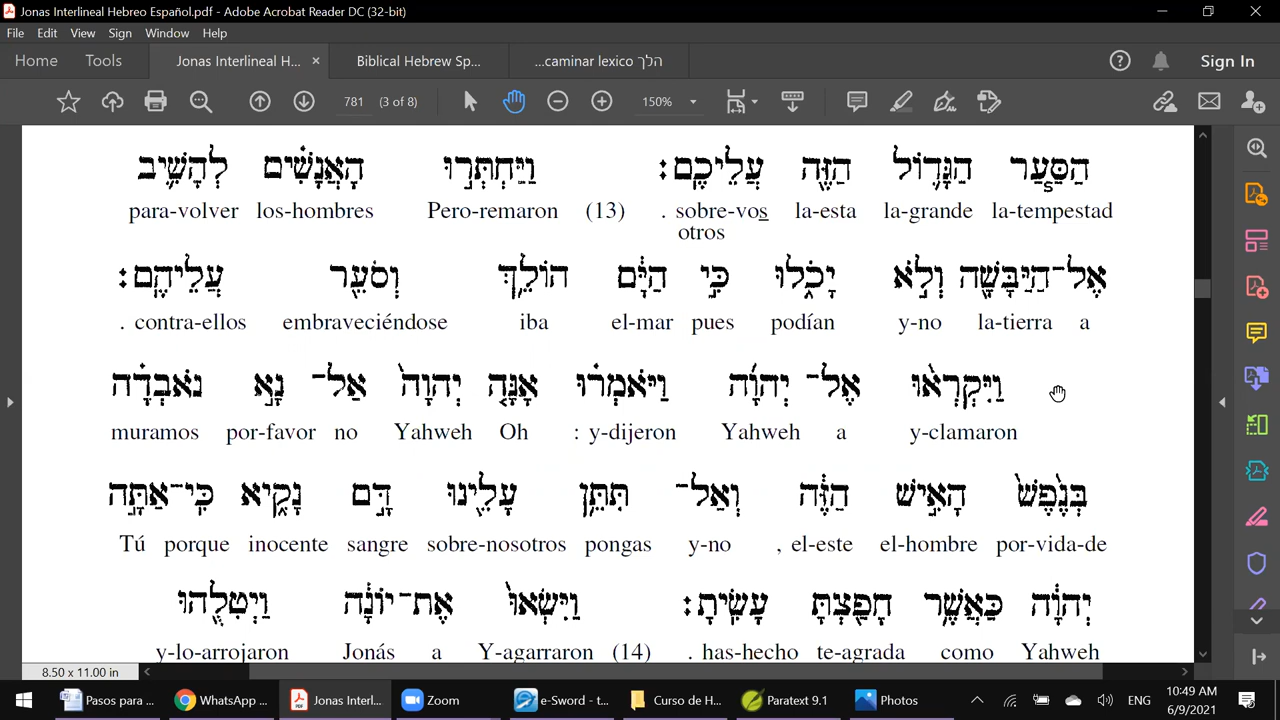 Jonas Interlineal Hebreo Español.pdf - Adobe Acrobat Reader DC (32-bit)
File Edit View Sign Window Help
Home Tools Jonas Interlineal H... × Biblical Hebrew Sp... ...caminar lexico הלך Sign In
781 (3 of 8) 150%
הַסַּעַר הַגָּדוֹל הַזֶּה עֲלֵיכֶם׃ וַיַּחְתְּרוּ הָאֲנָשִׁים לְהָשִׁיב
para-volver los-hombres Pero-remaron (13) . sobre-vos la-esta la-grande la-tempestad
otros
אֶל־הַיַּבָּשָׁה וְלֹא יָכֹלוּ כִּי הַיָּם הוֹלֵךְ וְסֹעֵר עֲלֵיהֶם׃
. contra-ellos embraveciéndose iba el-mar pues podían y-no la-tierra a
וַיִּקְרְאוּ אֶל־ יְהוָה וַיֹּאמְרוּ אָנָּה יְהוָה אַל־ נָא נֹאבְדָה
muramos por-favor no Yahweh Oh : y-dijeron Yahweh a y-clamaron
בְּנֶפֶשׁ הָאִישׁ הַזֶּה וְאַל־ תִּתֵּן עָלֵינוּ דָּם נָקִיא כִּי־אַתָּה
Tú porque inocente sangre sobre-nosotros pongas y-no , el-este el-hombre por-vida-de
יְהוָה כַּאֲשֶׁר חָפַצְתָּ עָשִׂיתָ׃ וַיִּשְׂאוּ אֶת־יוֹנָה וַיְטִלֻהוּ
y-lo-arrojaron Jonás a Y-agarraron (14) . has-hecho te-agrada como Yahweh
8.50 x 11.00 in
Pasos para ... WhatsApp ... Jonas Interl... Zoom e-Sword - t... Curso de H... Paratext 9.1 Photos ENG 10:49 AM
6/9/2021